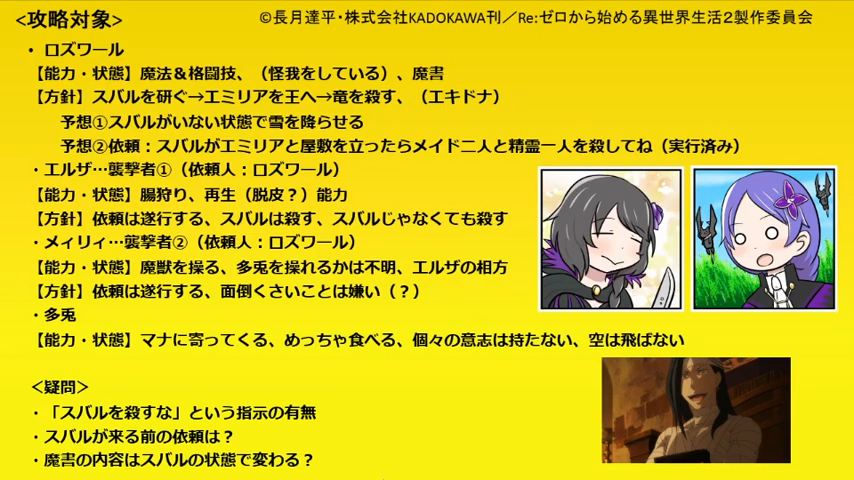 <攻略対象>
©長月達平・株式会社KADOKAWA刊／Re:ゼロから始める異世界生活２製作委員会
・ ロズワール
【能力・状態】魔法＆格闘技、（怪我をしている）、魔書
【方針】スバルを研ぐ→エミリアを王へ→竜を殺す、（エキドナ）
予想①スバルがいない状態で雪を降らせる
予想②依頼：スバルがエミリアと屋敷を立ったらメイド二人と精霊一人を殺してね（実行済み）
・エルザ…襲撃者①（依頼人：ロズワール）
【能力・状態】腸狩り、再生（脱皮？）能力
【方針】依頼は遂行する、スバルは殺す、スバルじゃなくても殺す
・メィリィ…襲撃者②（依頼人：ロズワール）
【能力・状態】魔獣を操る、多兎を操れるかは不明、エルザの相方
【方針】依頼は遂行する、面倒くさいことは嫌い（？）
・多兎
【能力・状態】マナに寄ってくる、めっちゃ食べる、個々の意志は持たない、空は飛ばない
＜疑問＞
・「スバルを殺すな」という指示の有無
・スバルが来る前の依頼は？
・魔書の内容はスバルの状態で変わる？